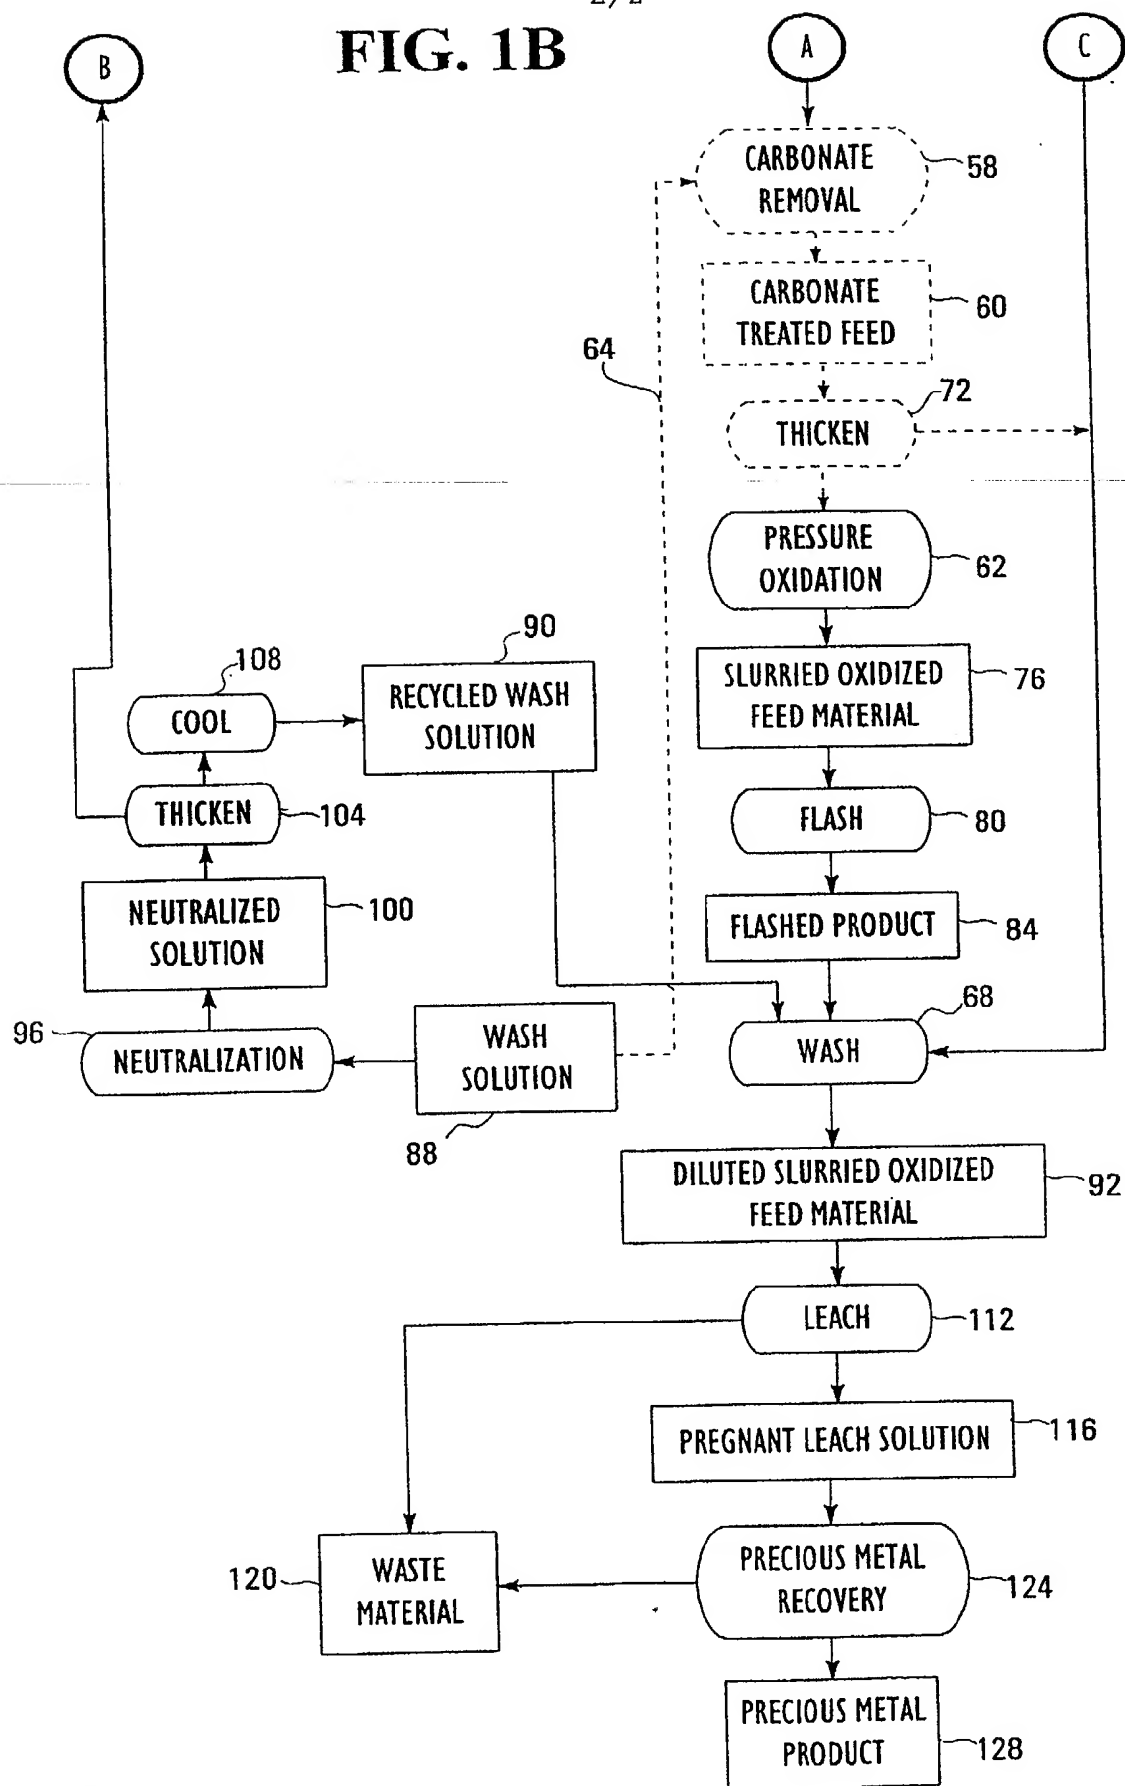 2/2
FIG. 1B
B
A
C
CARBONATE
REMOVAL
58
CARBONATE
TREATED FEED
60
64
72
THICKEN
PRESSURE
OXIDATION
62
90
108
COOL
RECYCLED WASH
SOLUTION
SLURRIED OXIDIZED
FEED MATERIAL
76
THICKEN
104
FLASH
80
NEUTRALIZED
SOLUTION
100
FLASHED PRODUCT
84
68
96
NEUTRALIZATION
WASH
SOLUTION
88
WASH
DILUTED SLURRIED OXIDIZED
FEED MATERIAL
92
LEACH
112
PREGNANT LEACH SOLUTION
116
120
WASTE
MATERIAL
PRECIOUS METAL
RECOVERY
124
PRECIOUS METAL
PRODUCT
128